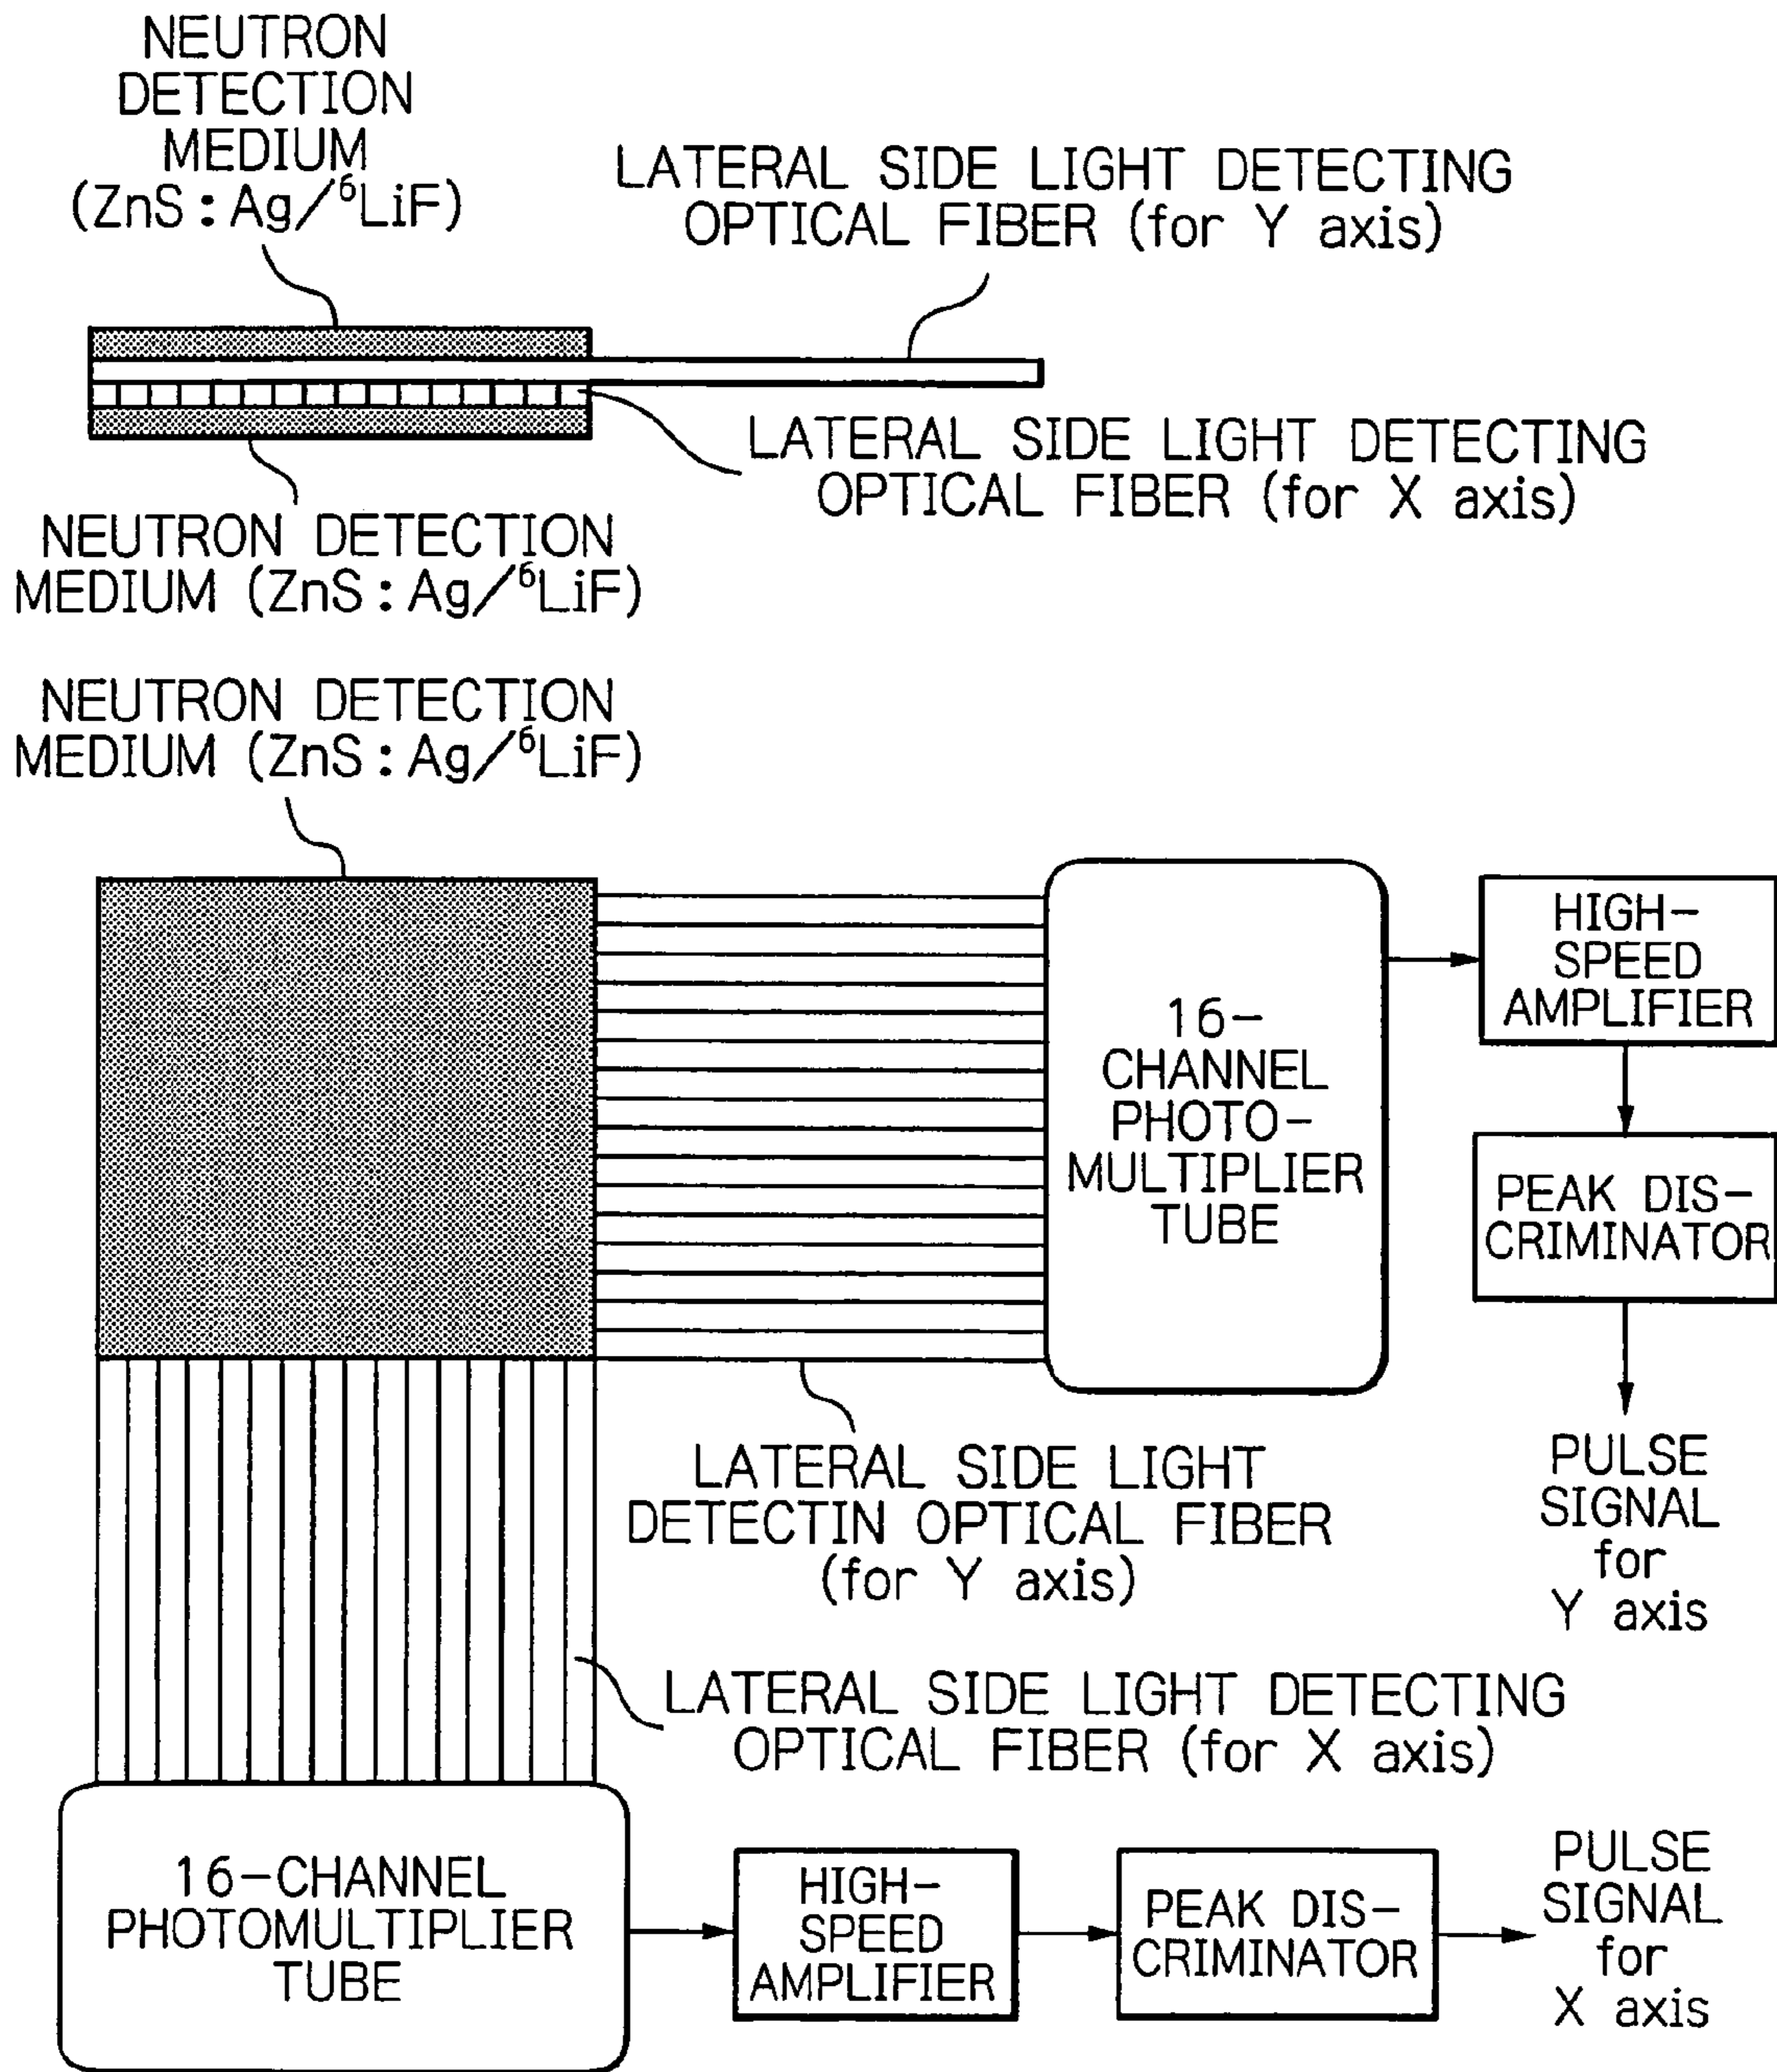 NEUTRON
DETECTION
MEDIUM
(ZnS:Ag/⁶LiF)
LATERAL SIDE LIGHT DETECTING
OPTICAL FIBER (for Y axis)
LATERAL SIDE LIGHT DETECTING
OPTICAL FIBER (for X axis)
NEUTRON DETECTION
MEDIUM (ZnS:Ag/⁶LiF)
NEUTRON DETECTION
MEDIUM (ZnS:Ag/⁶LiF)
16-
CHANNEL
PHOTO-
MULTIPLIER
TUBE
HIGH-
SPEED
AMPLIFIER
PEAK DIS-
CRIMINATOR
PULSE
SIGNAL
for
Y axis
LATERAL SIDE LIGHT
DETECTIN OPTICAL FIBER
(for Y axis)
LATERAL SIDE LIGHT DETECTING
OPTICAL FIBER (for X axis)
16-CHANNEL
PHOTOMULTIPLIER
TUBE
HIGH-
SPEED
AMPLIFIER
PEAK DIS-
CRIMINATOR
PULSE
SIGNAL
for
X axis